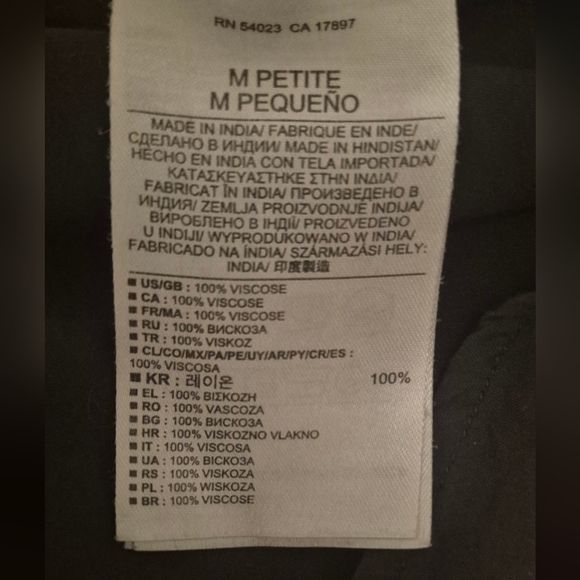 RN 54023 CA 17897
M PETITE
M PEQUEÑO
MADE IN INDIA/ FABRIQUE EN INDE/
СДЕЛАНО В ИНДИИ/ MADE IN HINDISTAN/
HECHO EN INDIA CON TELA IMPORTADA/
ΚΑΤΑΣΚΕΥΑΣΤΗΚΕ ΣΤΗΝ ΙΝΔΙΑ/
FABRICAT ÎN INDIA/ ПРОИЗВЕДЕНО В
ИНДИЯ/ ZEMLJA PROIZVODNJE INDIJA/
ВИРОБЛЕНО В ІНДІЇ/ PROIZVEDENO
U INDIJI/ WYPRODUKOWANO W INDIA/
FABRICADO NA ÍNDIA/ SZÁRMAZÁSI HELY:
INDIA/ 印度製造
■ US/GB : 100% VISCOSE
■ CA : 100% VISCOSE
■ FR/MA : 100% VISCOSE
■ RU : 100% ВИСКОЗА
■ TR : 100% VISKOZ
■ CL/CO/MX/PA/PE/UY/AR/PY/CR/ES :
100% VISCOSA
■ KR : 레이온 100%
■ EL : 100% ΒΙΣΚΟΖΗ
■ RO : 100% VASCOZA
■ BG : 100% ВИСКОЗА
■ HR : 100% VISKOZNO VLAKNO
■ IT : 100% VISCOSA
■ UA : 100% ВІСКОЗА
■ RS : 100% VISKOZA
■ PL : 100% WISKOZA
■ BR : 100% VISCOSE